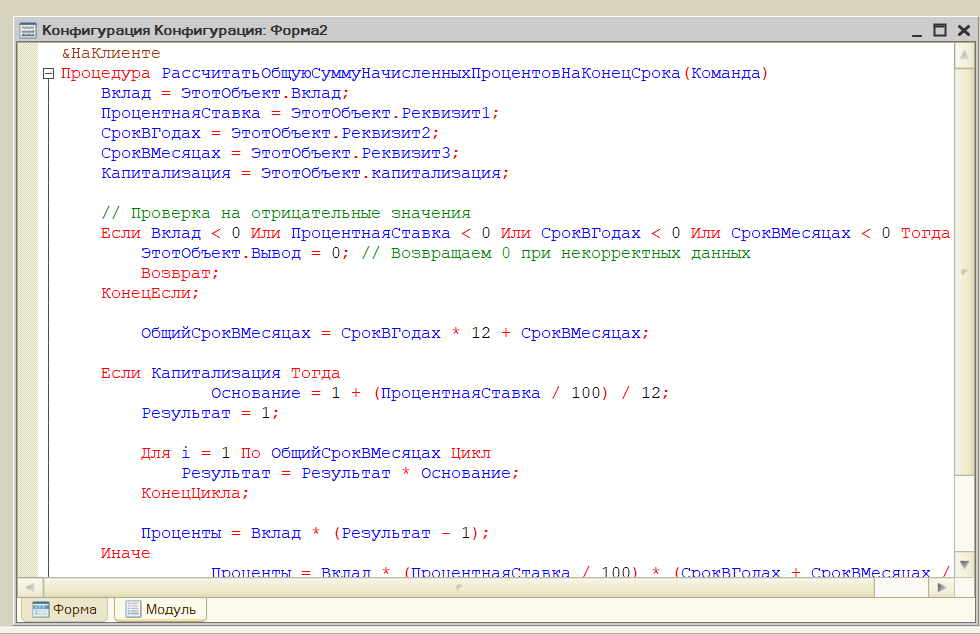 Конфигурация Конфигурация: Форма2
&НаКлиенте
Процедура РассчитатьОбщуюСуммуНачисленныхПроцентовНаКонецСрока(Команда)
Вклад = ЭтотОбъект.Вклад;
ПроцентнаяСтавка = ЭтотОбъект.Реквизит1;
СрокВГодах = ЭтотОбъект.Реквизит2;
СрокВМесяцах = ЭтотОбъект.Реквизит3;
Капитализация = ЭтотОбъект.капитализация;
// Проверка на отрицательные значения
Если Вклад < 0 Или ПроцентнаяСтавка < 0 Или СрокВГодах < 0 Или СрокВМесяцах < 0 Тогда
ЭтотОбъект.Вывод = 0; // Возвращаем 0 при некорректных данных
Возврат;
КонецЕсли;
ОбщийСрокВМесяцах = СрокВГодах * 12 + СрокВМесяцах;
Если Капитализация Тогда
Основание = 1 + (ПроцентнаяСтавка / 100) / 12;
Результат = 1;
Для i = 1 По ОбщийСрокВМесяцах Цикл
Результат = Результат * Основание;
КонецЦикла;
Проценты = Вклад * (Результат - 1);
Иначе
Проценты = Вклад * (ПроцентнаяСтавка / 100) * (СрокВГодах + СрокВМесяцах /
Форма
Модуль